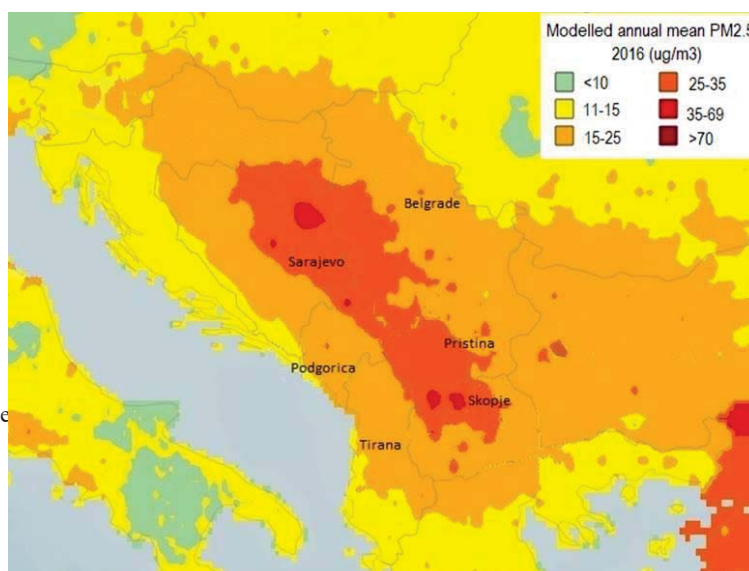 Modelled annual mean PM2.5
2016 (ug/m3)
<10
25-35
11-15
35-69
15-25
>70
Belgrade
Sarajevo
Pristina
Podgorica
Skopje
e
Tirana